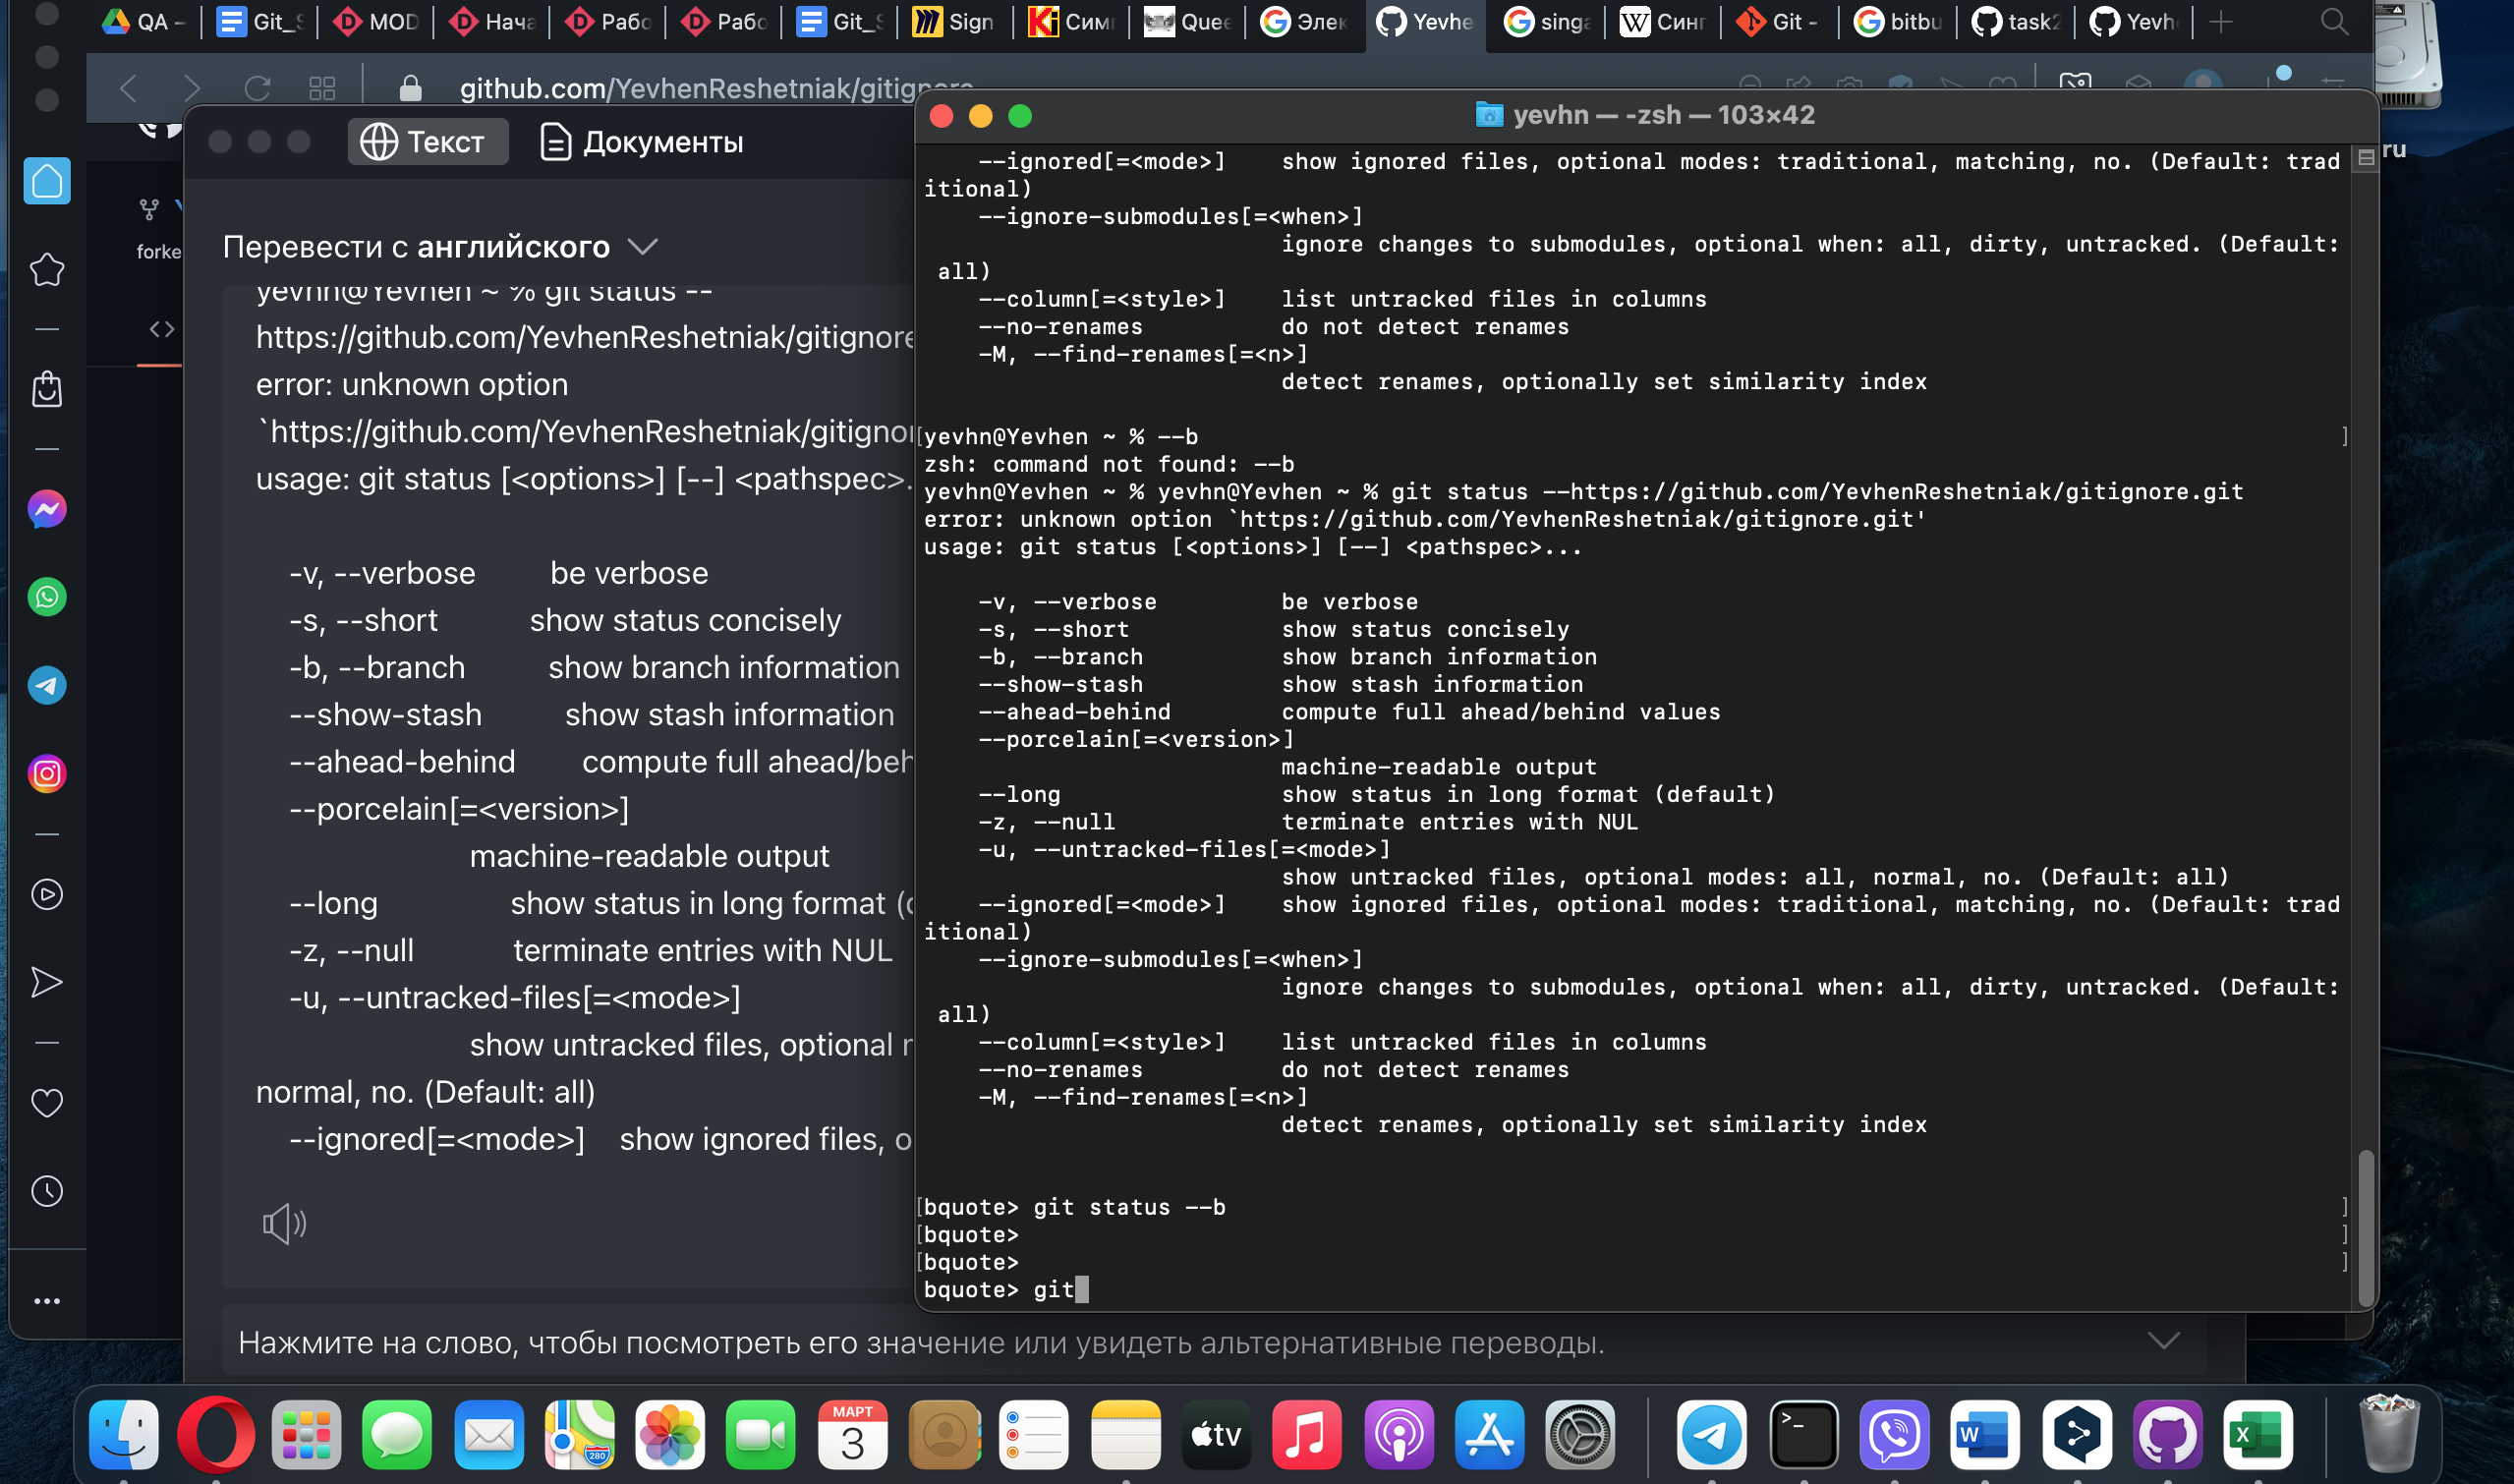 QA –
Git_S
MOD
Нача
Рабо
Рабо
Git_S
Sign
Симп
Quee
Элек
Yevhe
singa
Синг
Git -
bitbu
task2
Yevhe
github.com/YevhenReshetniak/gitignore
forke
ru
Текст
Документы
Перевести с английского
yevhn@Yevhen ~ % git status --
https://github.com/YevhenReshetniak/gitignore
error: unknown option
`https://github.com/YevhenReshetniak/gitignor
usage: git status [<options>] [--] <pathspec>.
-v, --verbose be verbose
-s, --short show status concisely
-b, --branch show branch information
--show-stash show stash information
--ahead-behind compute full ahead/beh
--porcelain[=<version>]
machine-readable output
--long show status in long format (d
-z, --null terminate entries with NUL
-u, --untracked-files[=<mode>]
show untracked files, optional m
normal, no. (Default: all)
--ignored[=<mode>] show ignored files, o
Нажмите на слово, чтобы посмотреть его значение или увидеть альтернативные переводы.
yevhn — -zsh — 103×42
--ignored[=<mode>] show ignored files, optional modes: traditional, matching, no. (Default: trad
itional)
--ignore-submodules[=<when>]
ignore changes to submodules, optional when: all, dirty, untracked. (Default:
all)
--column[=<style>] list untracked files in columns
--no-renames do not detect renames
-M, --find-renames[=<n>]
detect renames, optionally set similarity index
[yevhn@Yevhen ~ % --b ]
zsh: command not found: --b
yevhn@Yevhen ~ % yevhn@Yevhen ~ % git status --https://github.com/YevhenReshetniak/gitignore.git
error: unknown option `https://github.com/YevhenReshetniak/gitignore.git'
usage: git status [<options>] [--] <pathspec>...
-v, --verbose be verbose
-s, --short show status concisely
-b, --branch show branch information
--show-stash show stash information
--ahead-behind compute full ahead/behind values
--porcelain[=<version>]
machine-readable output
--long show status in long format (default)
-z, --null terminate entries with NUL
-u, --untracked-files[=<mode>]
show untracked files, optional modes: all, normal, no. (Default: all)
--ignored[=<mode>] show ignored files, optional modes: traditional, matching, no. (Default: trad
itional)
--ignore-submodules[=<when>]
ignore changes to submodules, optional when: all, dirty, untracked. (Default:
all)
--column[=<style>] list untracked files in columns
--no-renames do not detect renames
-M, --find-renames[=<n>]
detect renames, optionally set similarity index
[bquote> git status --b ]
[bquote> ]
[bquote> ]
bquote> git
МАРТ
3
280
tv
W
X